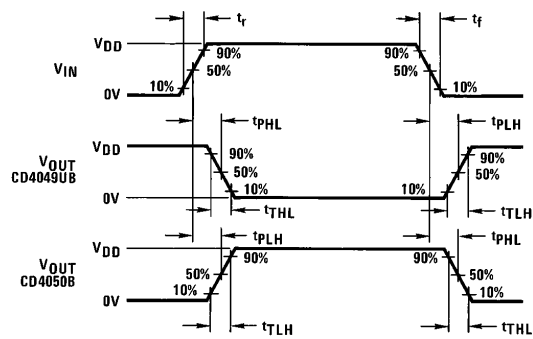 tr
tf
VDD
90%
90%
VIN
50%
50%
10%
10%
0V
tPHL
tPLH
VDD
90%
90%
VOUT
CD4049UB
50%
50%
10%
10%
0V
tTHL
tTLH
tPLH
tPHL
VDD
90%
90%
VOUT
CD4050B
50%
50%
10%
10%
0V
tTLH
tTHL